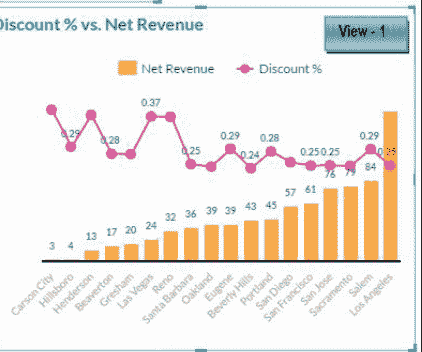 Discount % vs. Net Revenue
View - 1
Net Revenue
Discount %
0.37
0.29
0.28
0.25
0.29
0.24
0.28
0.25
0.25
0.29
0.25
3
4
13
17
20
24
32
36
39
39
43
45
57
61
76
79
84
Carson City
Hillsboro
Henderson
Beaverton
Gresham
Las Vegas
Reno
Santa Barbara
Oakland
Eugene
Beverly Hills
Portland
San Diego
San Francisco
San Jose
Sacramento
Salem
Los Angeles